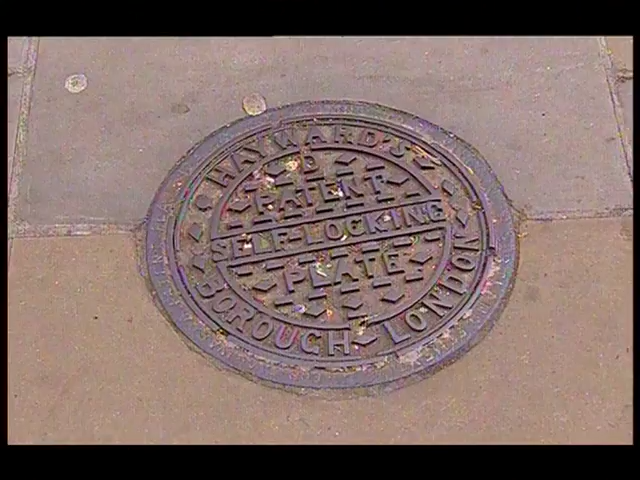 HAYWARD'S
PATENT
SELF-LOCKING
PLATE
BOROUGH LONDON